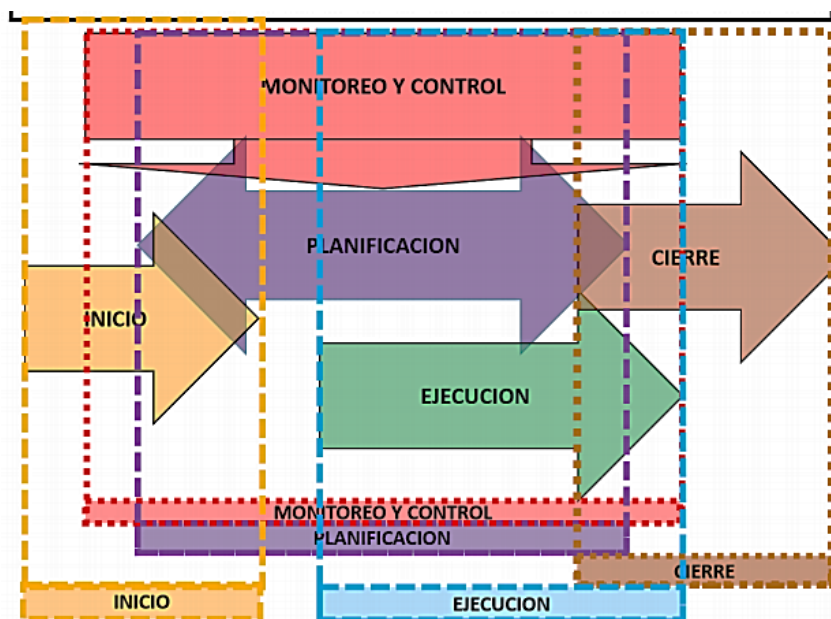 MONITOREO Y CONTROL
PLANIFICACION
CIERRE
INICIO
EJECUCION
MONITOREO Y CONTROL
PLANIFICACION
CIERRE
INICIO
EJECUCION